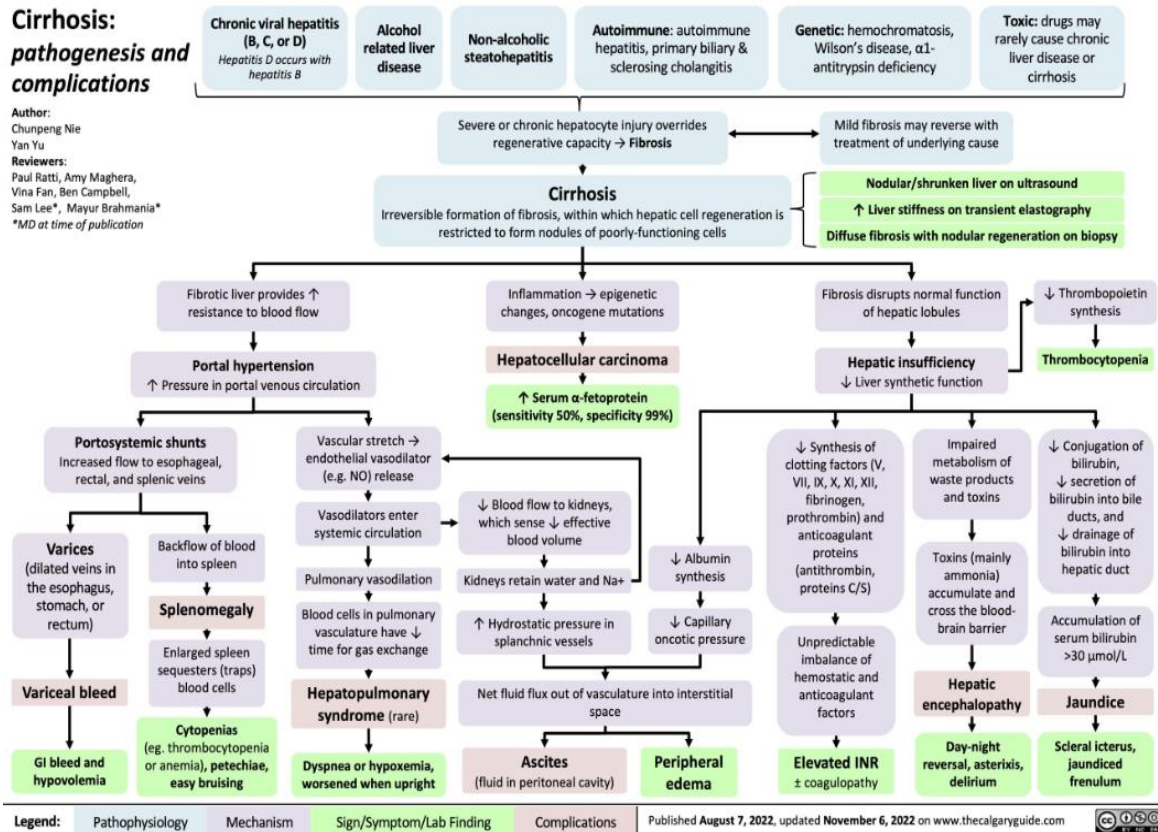 Cirrhosis:
pathogenesis and
complications
Author:
Chunpeng Nie
Yan Yu
Reviewers:
Paul Ratti, Amy Maghera,
Vina Fan, Ben Campbell,
Sam Lee*, Mayur Brahmania*
*MD at time of publication
Chronic viral hepatitis
(B, C, or D)
Hepatitis D occurs with
hepatitis B
Alcohol
related liver
disease
Non-alcoholic
steatohepatitis
Autoimmune: autoimmune
hepatitis, primary biliary &
sclerosing cholangitis
Genetic: hemochromatosis,
Wilson's disease, α1-
antitrypsin deficiency
Toxic: drugs may
rarely cause chronic
liver disease or
cirrhosis
Severe or chronic hepatocyte injury overrides
regenerative capacity → Fibrosis
Mild fibrosis may reverse with
treatment of underlying cause
Cirrhosis
Irreversible formation of fibrosis, within which hepatic cell regeneration is
restricted to form nodules of poorly-functioning cells
Nodular/shrunken liver on ultrasound
↑ Liver stiffness on transient elastography
Diffuse fibrosis with nodular regeneration on biopsy
Fibrotic liver provides ↑
resistance to blood flow
Portal hypertension
↑ Pressure in portal venous circulation
Inflammation → epigenetic
changes, oncogene mutations
Hepatocellular carcinoma
↑ Serum α-fetoprotein
(sensitivity 50%, specificity 99%)
Fibrosis disrupts normal function
of hepatic lobules
Hepatic insufficiency
↓ Liver synthetic function
↓ Thrombopoietin
synthesis
Thrombocytopenia
Portosystemic shunts
Increased flow to esophageal,
rectal, and splenic veins
Varices
(dilated veins in
the esophagus,
stomach, or
rectum)
Variceal bleed
GI bleed and
hypovolemia
Backflow of blood
into spleen
Splenomegaly
Enlarged spleen
sequesters (traps)
blood cells
Cytopenias
(eg. thrombocytopenia
or anemia), petechiae,
easy bruising
Vascular stretch →
endothelial vasodilator
(e.g. NO) release
Vasodilators enter
systemic circulation
Pulmonary vasodilation
Blood cells in pulmonary
vasculature have ↓
time for gas exchange
Hepatopulmonary
syndrome (rare)
Dyspnea or hypoxemia,
worsened when upright
↓ Blood flow to kidneys,
which sense ↓ effective
blood volume
Kidneys retain water and Na+
↑ Hydrostatic pressure in
splanchnic vessels
↓ Albumin
synthesis
↓ Capillary
oncotic pressure
Net fluid flux out of vasculature into interstitial
space
Ascites
(fluid in peritoneal cavity)
Peripheral
edema
↓ Synthesis of
clotting factors (V,
VII, IX, X, XI, XII,
fibrinogen,
prothrombin) and
anticoagulant
proteins
(antithrombin,
proteins C/S)
Unpredictable
imbalance of
hemostatic and
anticoagulant
factors
Elevated INR
± coagulopathy
Impaired
metabolism of
waste products
and toxins
Toxins (mainly
ammonia)
accumulate and
cross the blood-
brain barrier
Hepatic
encephalopathy
Day-night
reversal, asterixis,
delirium
↓ Conjugation of
bilirubin,
↓ secretion of
bilirubin into bile
ducts, and
↓ drainage of
bilirubin into
hepatic duct
Accumulation of
serum bilirubin
>30 μmol/L
Jaundice
Scleral icterus,
jaundiced
frenulum
Legend:
Pathophysiology
Mechanism
Sign/Symptom/Lab Finding
Complications
Published August 7, 2022, updated November 6, 2022 on www.thecalgaryguide.com